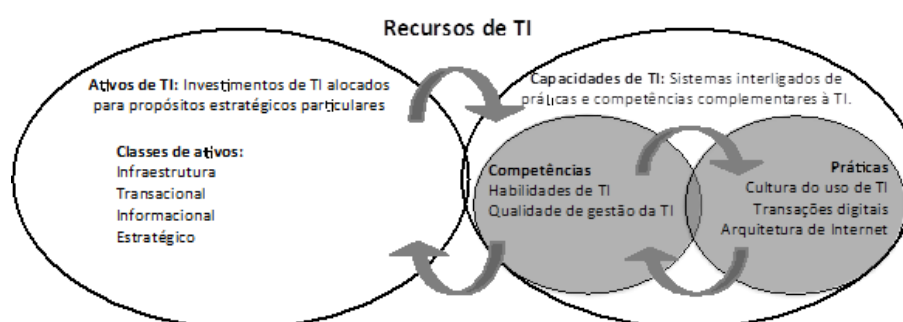 Recursos de TI
Ativos de TI: Investimentos de TI alocados
para propósitos estratégicos particulares
Classes de ativos:
Infraestrutura
Transacional
Informacional
Estratégico
Capacidades de TI: Sistemas interligados de
práticas e competências complementares à TI.
Competências
Habilidades de TI
Qualidade de gestão da TI
Práticas
Cultura do uso de TI
Transações digitais
Arquitetura de Internet